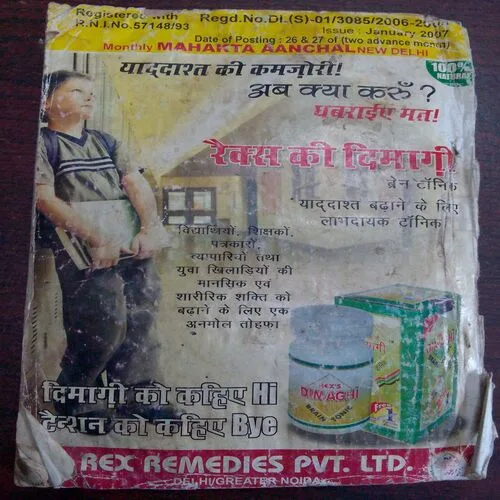 Registered with Regd.No.Dl.(S)-01/3085/2006-
R.N.I.No.57148/93 Issue : January 2007
Date of Posting : 26 & 27 of (two advance month)
Monthly MAHAKTA AANCHAL NEW DELHI
100%
NATURAL
याद्दाश्त की कमज़ोरी!
अब क्या करुँ ?
घबराईए मत!
रैक्स की दिमाग़ी
ब्रेन टॉनिक
याद्दाश्त बढ़ाने के लिए
लाभदायक टॉनिक
विद्यार्थियों, शिक्षकों,
पत्रकारों,
व्यापारियों तथा
युवा खिलाडियों की
मानसिक एवं
शारीरिक शक्ति को
बढ़ाने के लिए एक
अनमोल तोहफा
REX'S
DIMAGHI
BRAIN TONIC
दिमाग़ी को कहिए Hi
टेन्शन को कहिए Bye
REX REMEDIES PVT. LTD.
DELHI/GREATER NOIDA